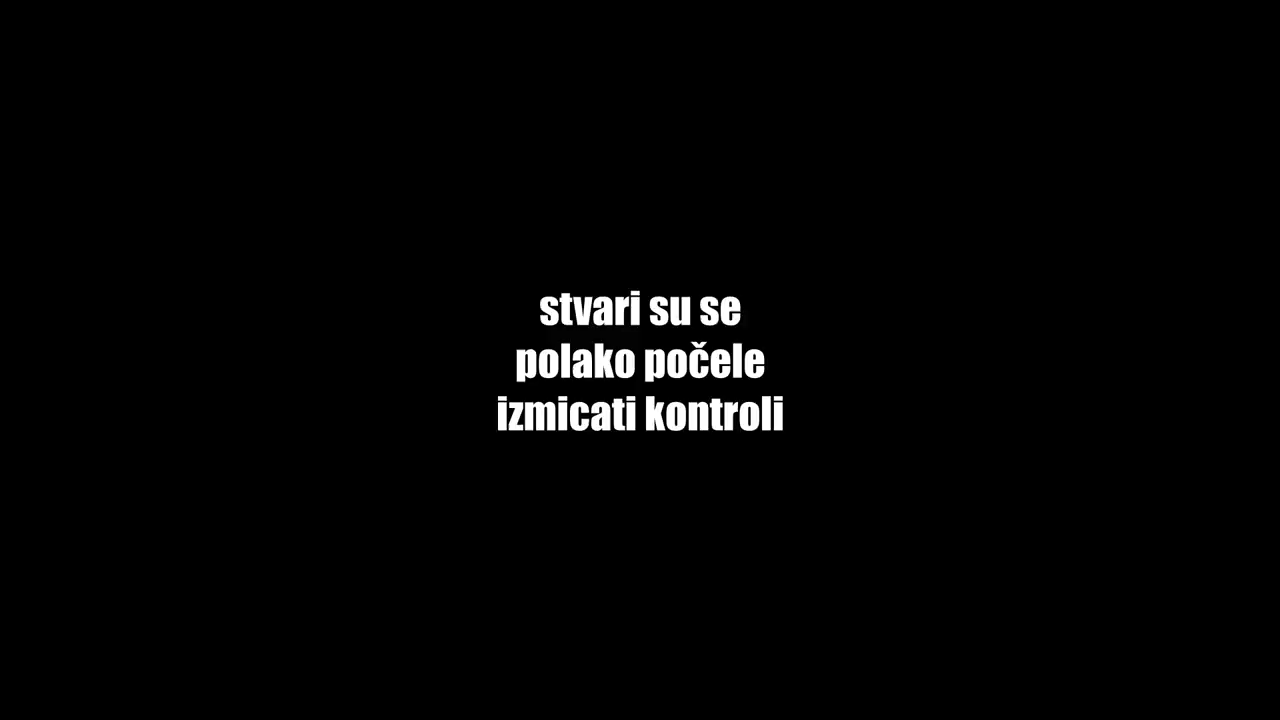 stvari su se
polako počele
izmicati kontroli